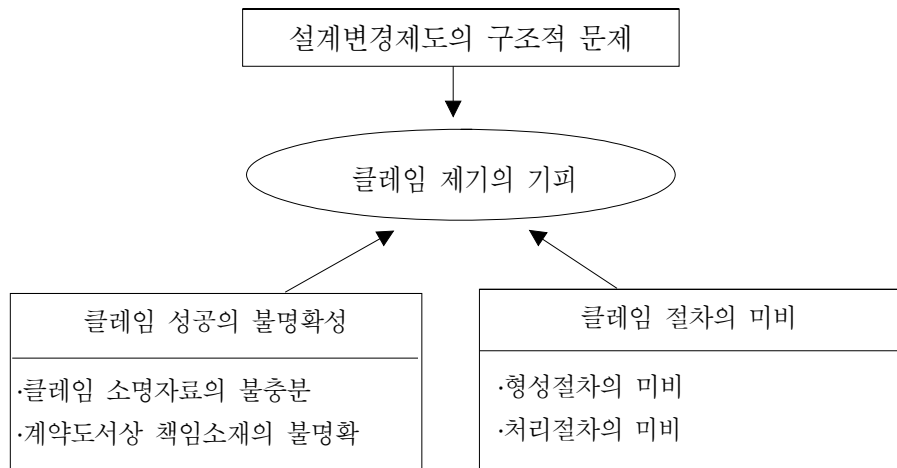 설계변경제도의 구조적 문제
클레임 제기의 기피
클레임 성공의 불명확성
·클레임 소명자료의 불충분
·계약도서상 책임소재의 불명확
클레임 절차의 미비
·형성절차의 미비
·처리절차의 미비